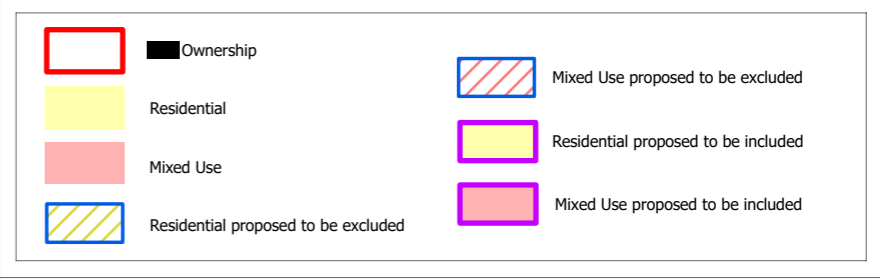 Ownership
Residential
Mixed Use
Residential proposed to be excluded
Mixed Use proposed to be excluded
Residential proposed to be included
Mixed Use proposed to be included